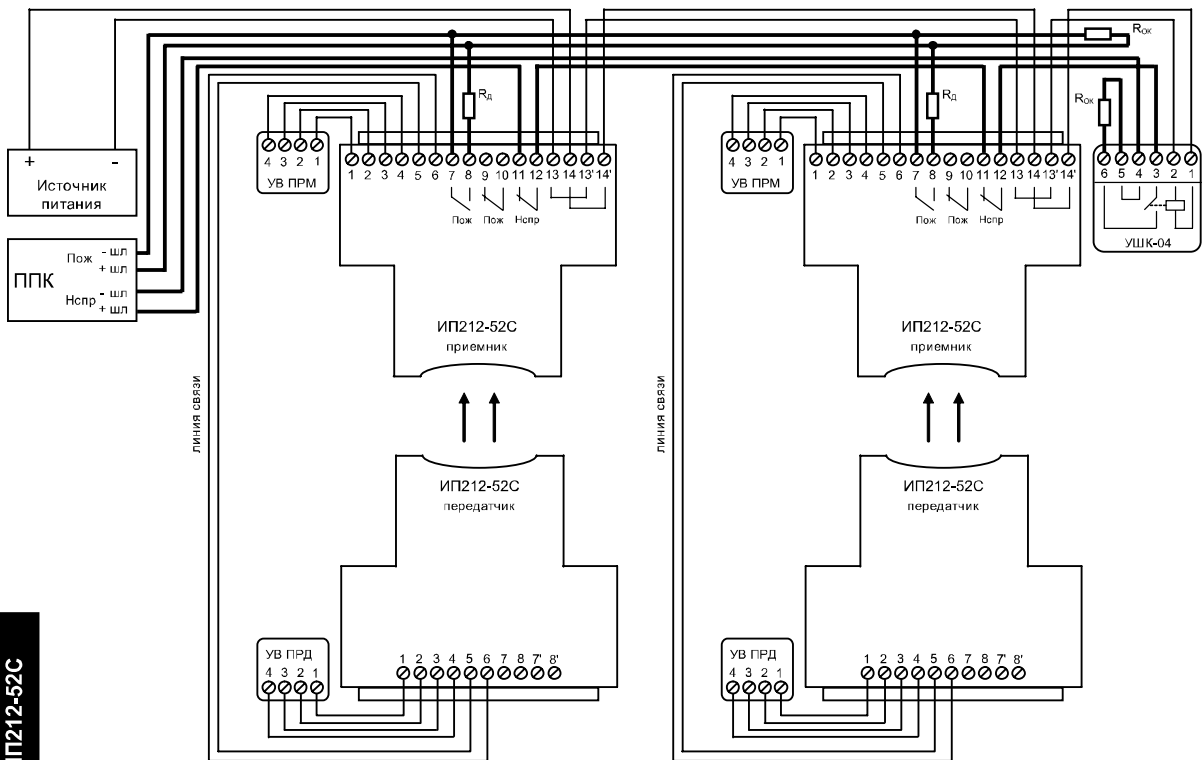 Rок
Rд
Rд
Rок
+ -
Источник
питания
4 3 2 1
УВ ПРМ
1 2 3 4 5 6 7 8 9 10 11 12 13 14 13' 14'
Пож Пож Нспр
4 3 2 1
УВ ПРМ
1 2 3 4 5 6 7 8 9 10 11 12 13 14 13' 14'
Пож Пож Нспр
6 5 4 3 2 1
УШК-04
ППК
Пож
- шл
+ шл
Нспр
- шл
+ шл
ИП212-52С
приемник
ИП212-52С
приемник
линия связи
линия связи
ИП212-52С
передатчик
ИП212-52С
передатчик
УВ ПРД
4 3 2 1
1 2 3 4 5 6 7 8 7' 8'
УВ ПРД
4 3 2 1
1 2 3 4 5 6 7 8 7' 8'
ИП212-52С